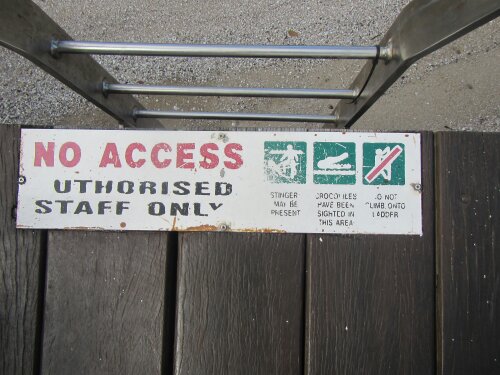 NO ACCESS
UTHORISED
STAFF ONLY
STINGER
MAY BE
PRESENT
CROCODILES
HAVE BEEN
SIGHTED IN
THIS AREA
DO NOT
CLIMB ONTO
LADDER